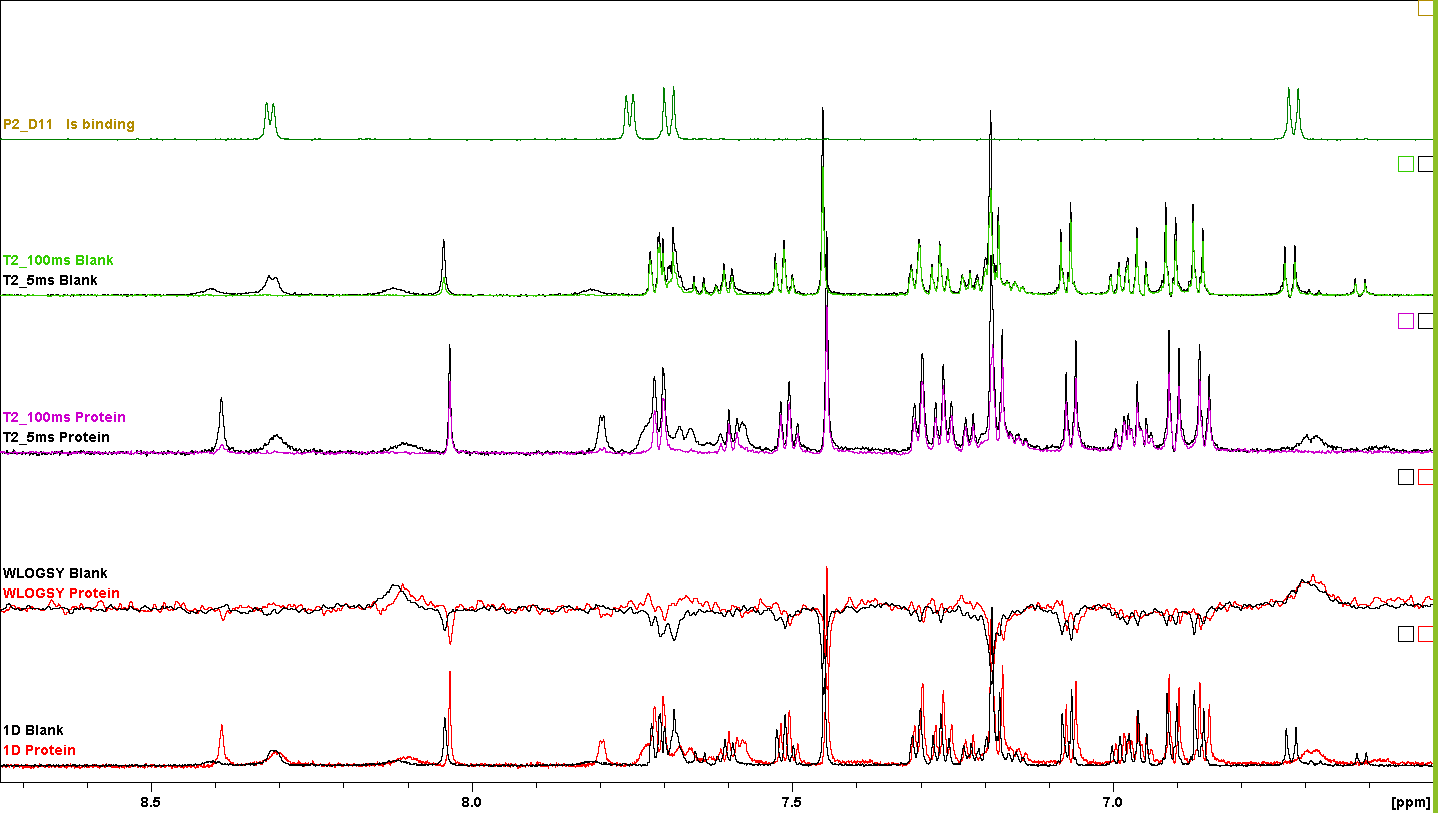 P2_D11 Is binding
T2_100ms Blank
T2_5ms Blank
T2_100ms Protein
T2_5ms Protein
WLOGSY Blank
WLOGSY Protein
1D Blank
1D Protein
8.5 8.0 7.5 7.0 [ppm]